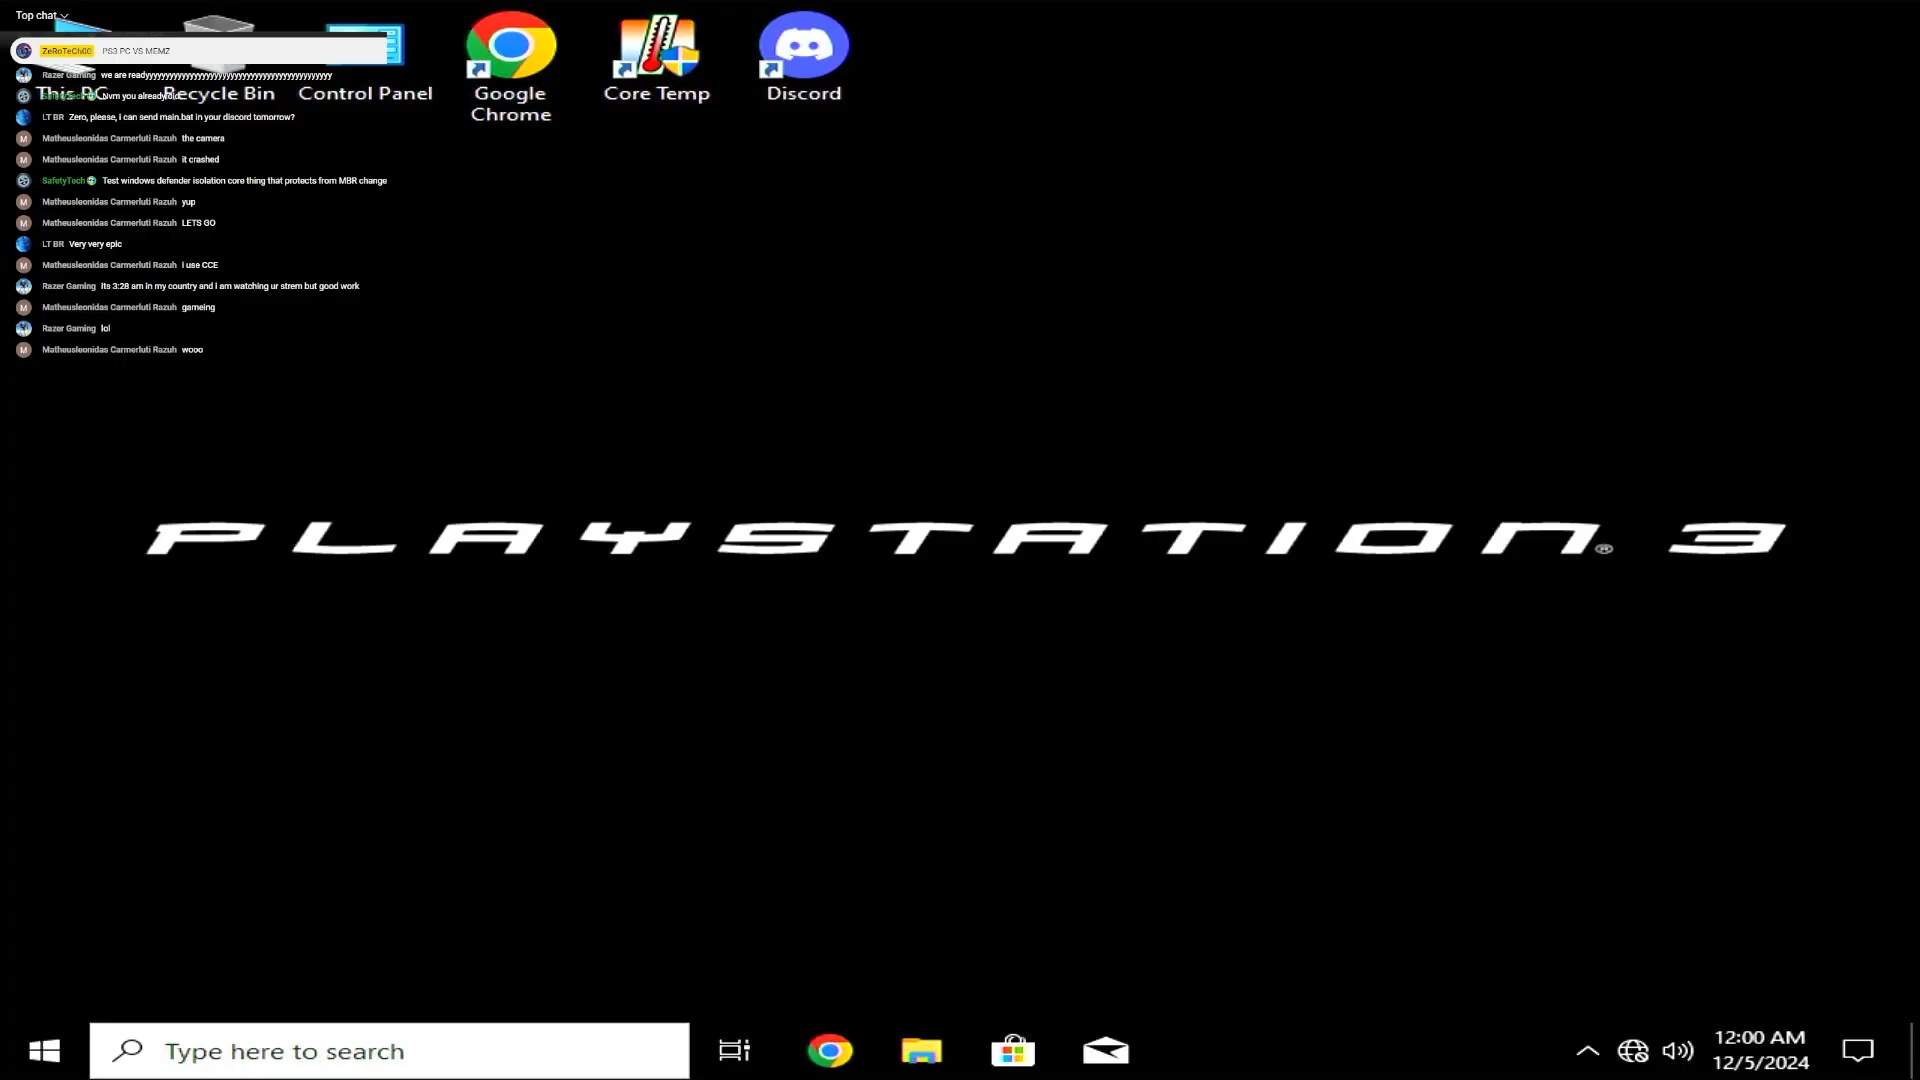 Top chat
ZeRoTeCh00 PS3 PC VS MEMZ
Razer Gaming we are readyyyyyyyyyyyyyyyyyyyyyyyyyyyyyyyyyyyyyyyyyyy
Nvm you already did
LT BR Zero, please, i can send main.bat in your discord tomorrow?
Matheusleonidas Carmerluti Razuh the camera
Matheusleonidas Carmerluti Razuh it crashed
SafetyTech Test windows defender isolation core thing that protects from MBR change
Matheusleonidas Carmerluti Razuh yup
Matheusleonidas Carmerluti Razuh LETS GO
LT BR Very very epic
Matheusleonidas Carmerluti Razuh i use CCE
Razer Gaming its 3:28 am in my country and i am watching ur strem but good work
Matheusleonidas Carmerluti Razuh gameing
Razer Gaming lol
Matheusleonidas Carmerluti Razuh wooo
This PC
Recycle Bin
Control Panel
Google
Chrome
Core Temp
Discord
PLAYSTATION® 3
Type here to search
12:00 AM
12/5/2024